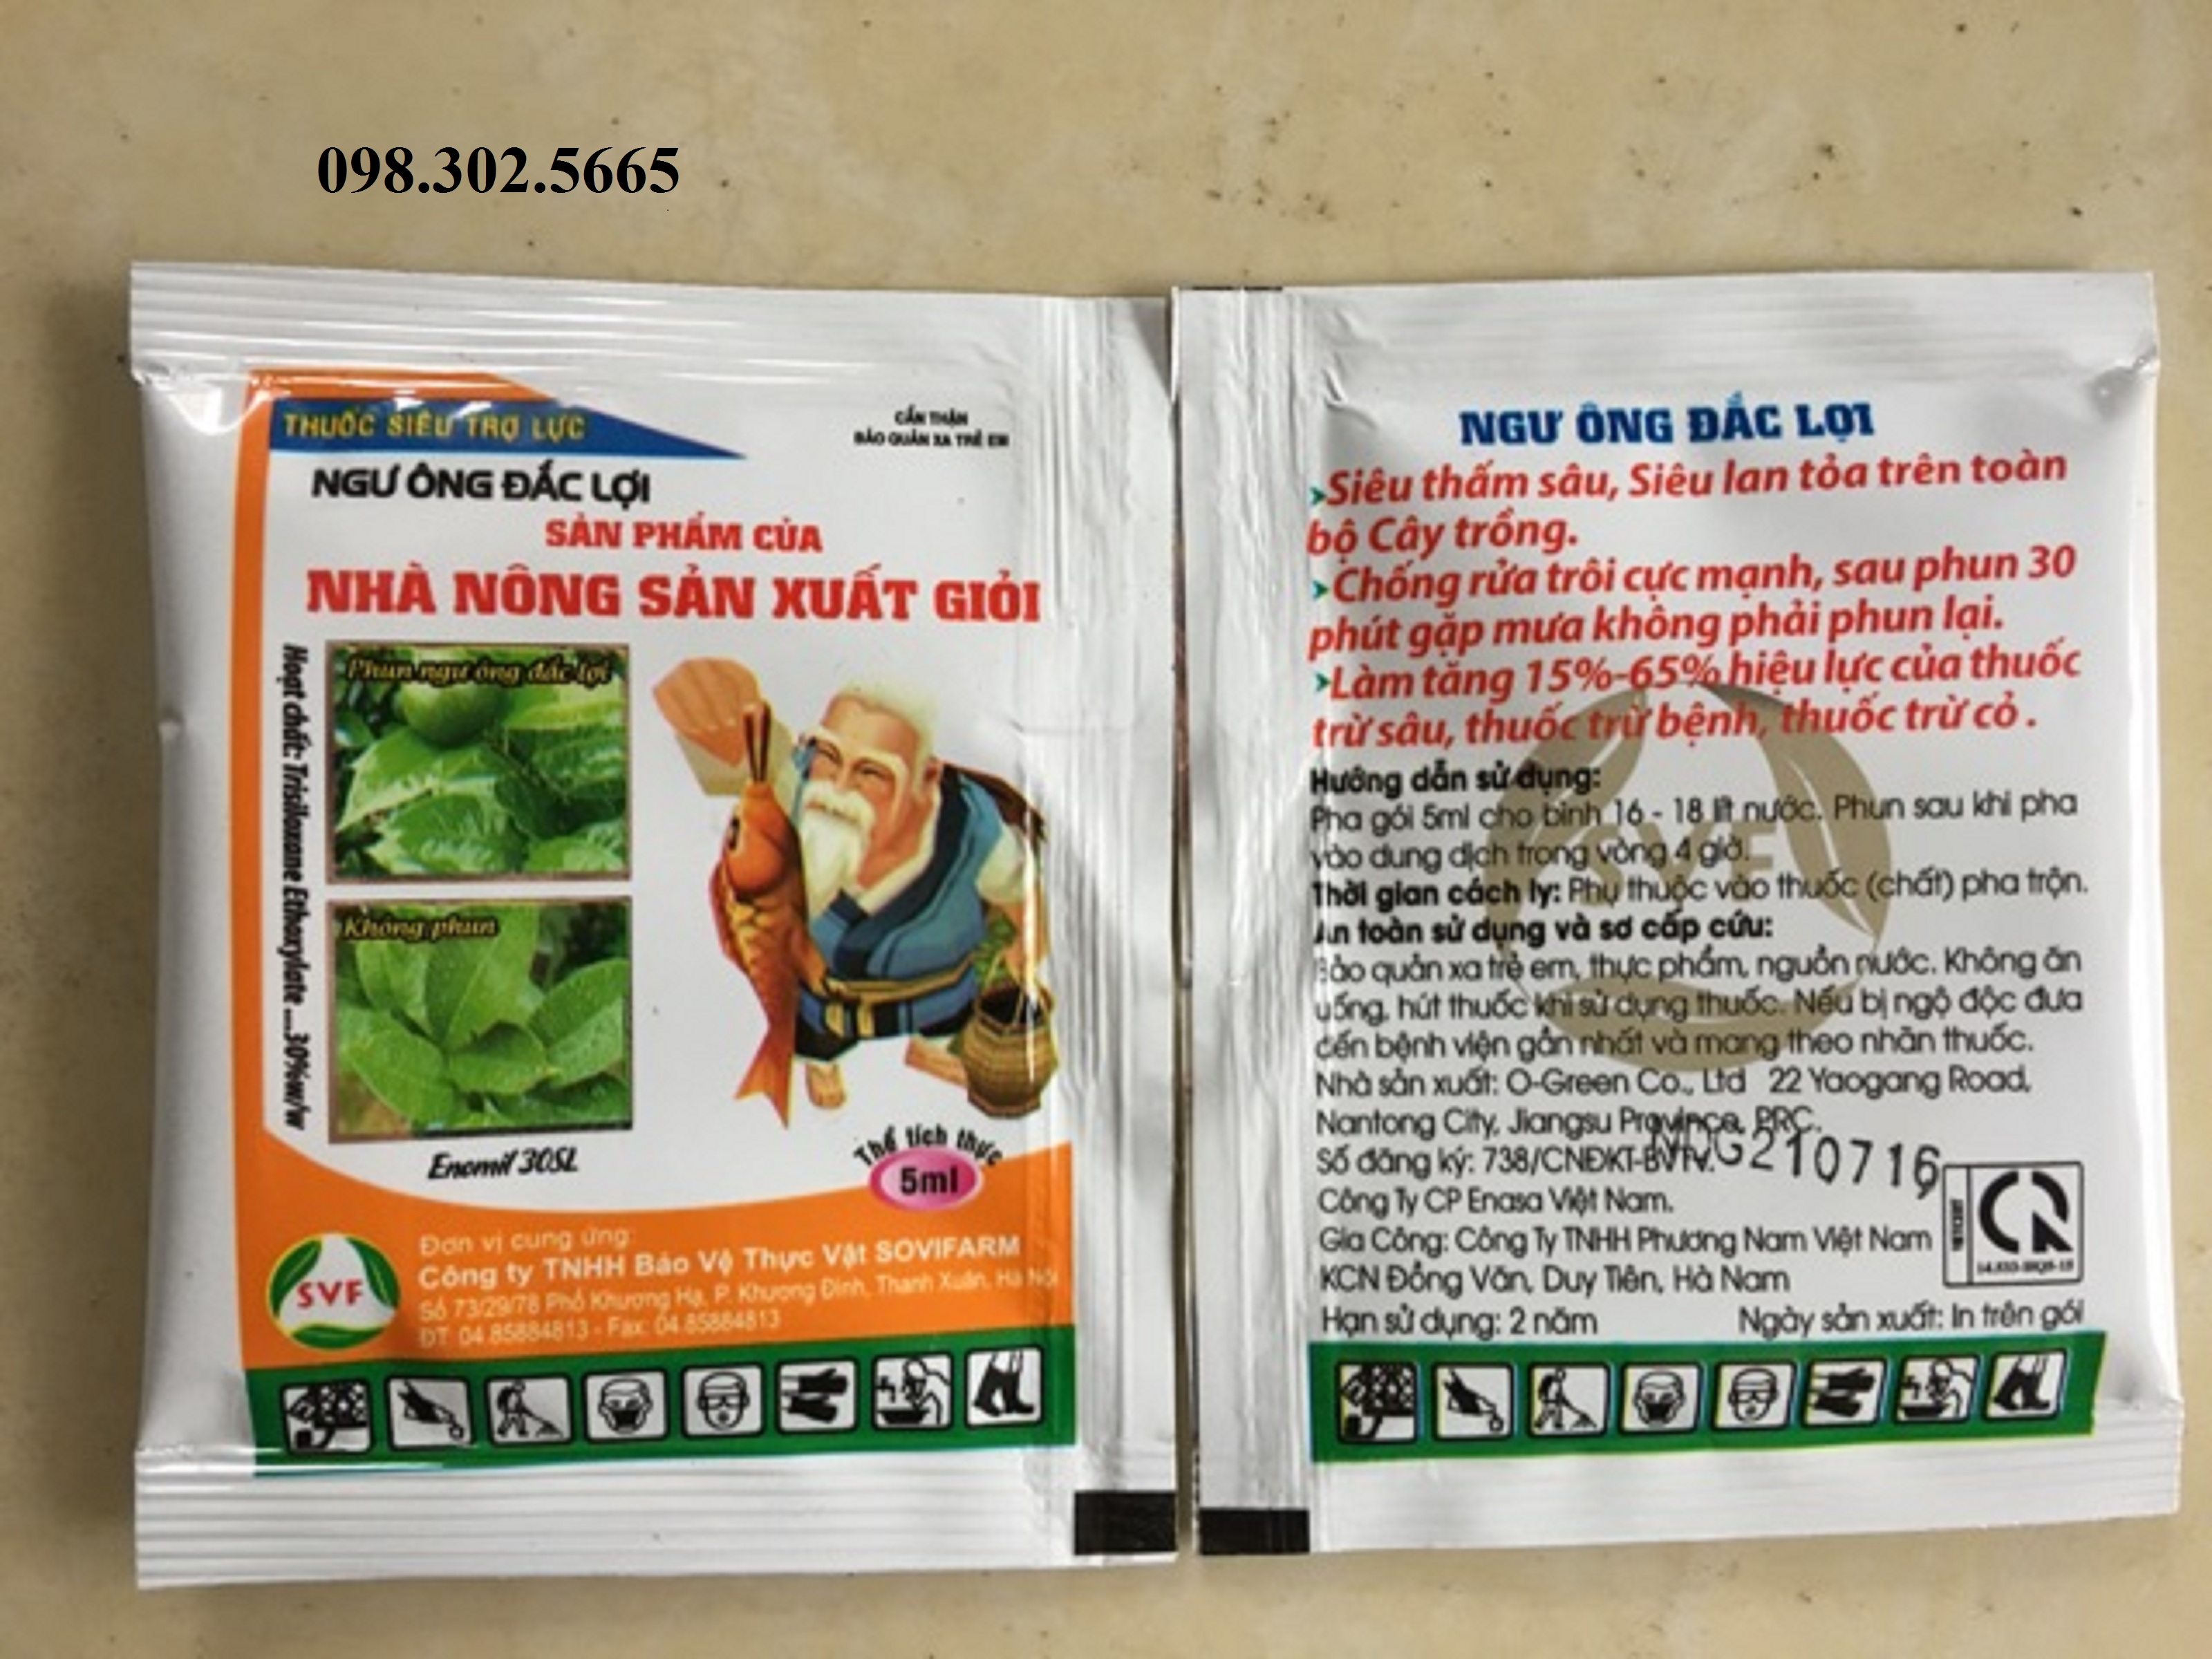 098.302.5665
THUỐC SIÊU TRỢ LỰC
CẨN THẬN
BẢO QUẢN XA TRẺ EM
NGƯ ÔNG ĐẮC LỢI
SẢN PHẨM CỦA
NHÀ NÔNG SẢN XUẤT GIỎI
Hoạt chất: Trisiloxane Ethoxylate ....30%w/w
Phun ngư ông đắc lợi
Không phun
Enomil 30SL
Thể tích thực
5ml
SVF
Đơn vị cung ứng:
Công ty TNHH Bảo Vệ Thực Vật SOVIFARM
Số 73/29/78 Phố Khương Hạ, P. Khương Đình, Thanh Xuân, Hà Nội
ĐT: 04.85884813 - Fax: 04.85884813
NGƯ ÔNG ĐẮC LỢI
Siêu thấm sâu, Siêu lan tỏa trên toàn
bộ Cây trồng.
Chống rửa trôi cực mạnh, sau phun 30
phút gặp mưa không phải phun lại.
Làm tăng 15%-65% hiệu lực của thuốc
trừ sâu, thuốc trừ bệnh, thuốc trừ cỏ .
SVF
Hướng dẫn sử dụng:
Pha gói 5ml cho bình 16 - 18 lít nước. Phun sau khi pha
vào dung dịch trong vòng 4 giờ.
Thời gian cách ly: Phụ thuộc vào thuốc (chất) pha trộn.
An toàn sử dụng và sơ cấp cứu:
Bảo quản xa trẻ em, thực phẩm, nguồn nước. Không ăn
uống, hút thuốc khi sử dụng thuốc. Nếu bị ngộ độc đưa
đến bệnh viện gần nhất và mang theo nhãn thuốc.
Nhà sản xuất: O-Green Co., Ltd 22 Yaogang Road,
Nantong City, Jiangsu Province, PRC.
Số đăng ký: 738/CNĐKT-BVTV.
210716
Công Ty CP Enasa Việt Nam.
Gia Công: Công Ty TNHH Phương Nam Việt Nam
KCN Đồng Văn, Duy Tiên, Hà Nam
Hạn sử dụng: 2 năm Ngày sản xuất: In trên gói